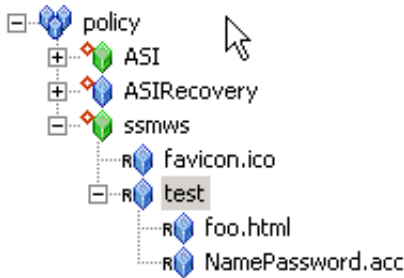 policy
ASI
ASIRecovery
ssmws
R favicon.ico
R test
R foo.html
R NamePassword.acc